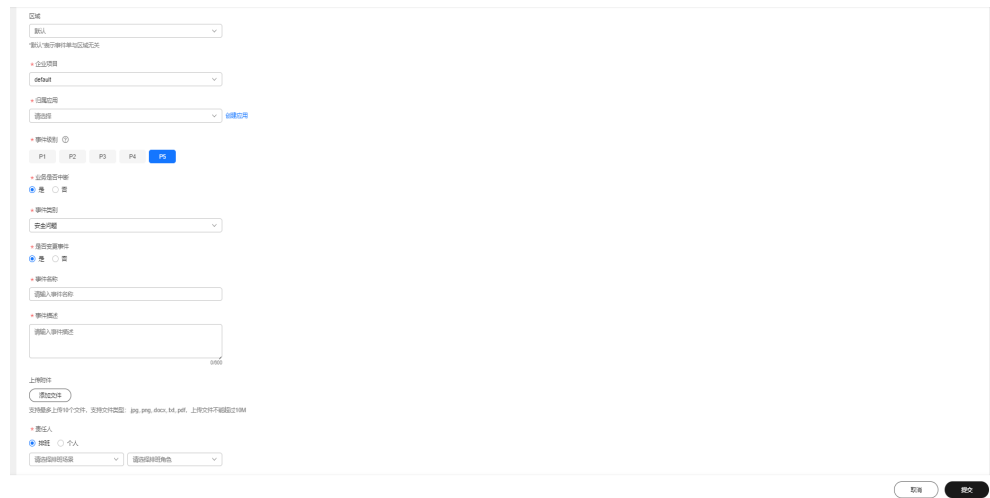 区域
默认
"默认"表示事件单与区域无关
* 企业项目
default
* 归属应用
请选择 创建应用
* 事件级别 ?
P1 P2 P3 P4 P5
* 业务是否中断
是 否
* 事件类别
安全问题
* 是否变更事件
是 否
* 事件名称
请输入事件名称
* 事件描述
请输入事件描述
0/500
上传附件
添加文件
支持最多上传10个文件，支持文件类型：.jpg,.png,.docx,.txt,.pdf，上传文件不能超过10M
* 责任人
排班 个人
请选择排班场景 请选择排班角色
取消 提交